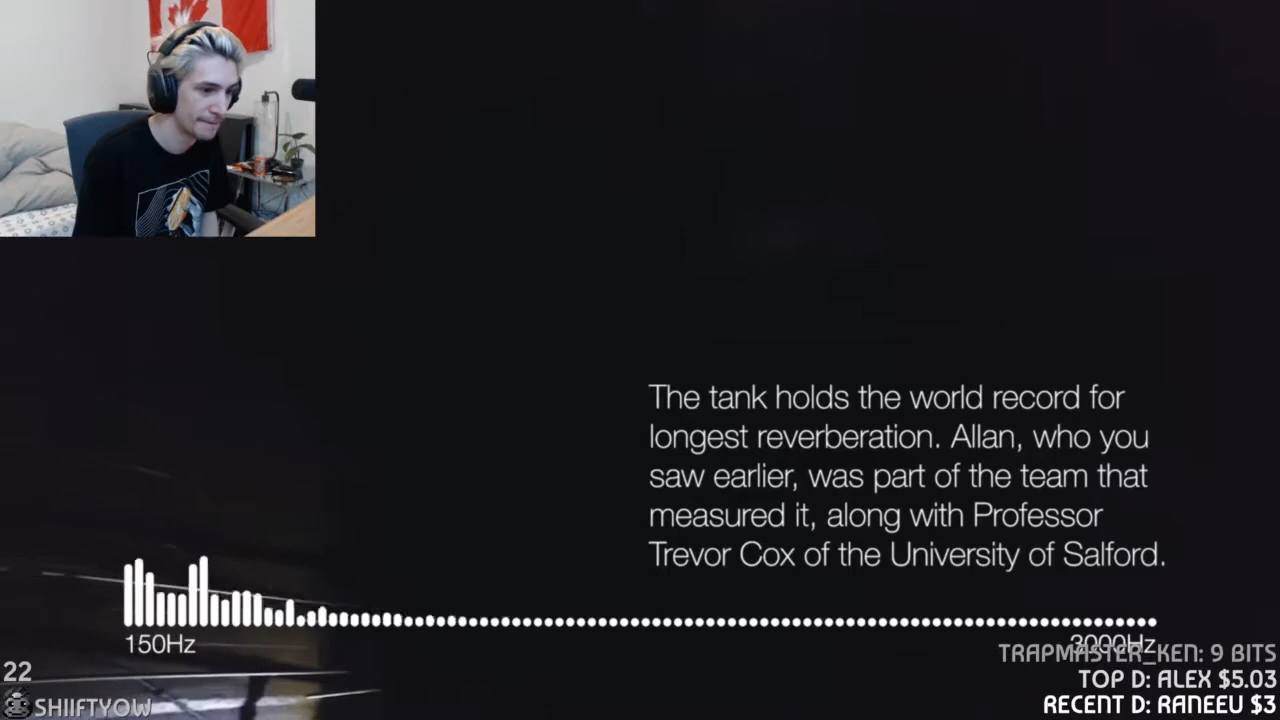 The tank holds the world record for
longest reverberation. Allan, who you
saw earlier, was part of the team that
measured it, along with Professor
Trevor Cox of the University of Salford.
150Hz
3000Hz
TRAPMASTER_KEN: 9 BITS
22
TOP D: ALEX $5.03
SHIIFTYOW
RECENT D: RANEEU $3